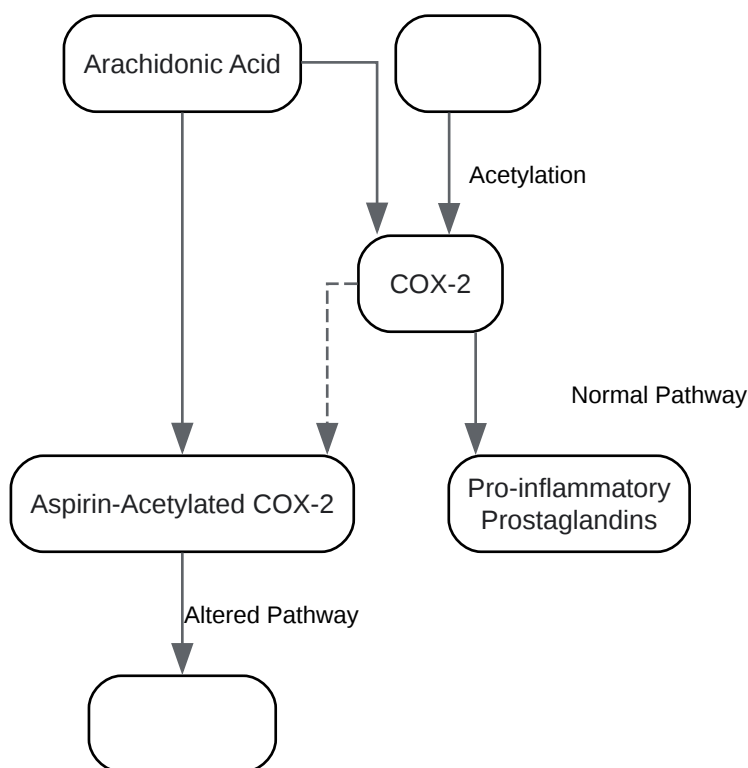 Arachidonic Acid
Acetylation
COX-2
Normal Pathway
Aspirin-Acetylated COX-2
Pro-inflammatory
Prostaglandins
Altered Pathway